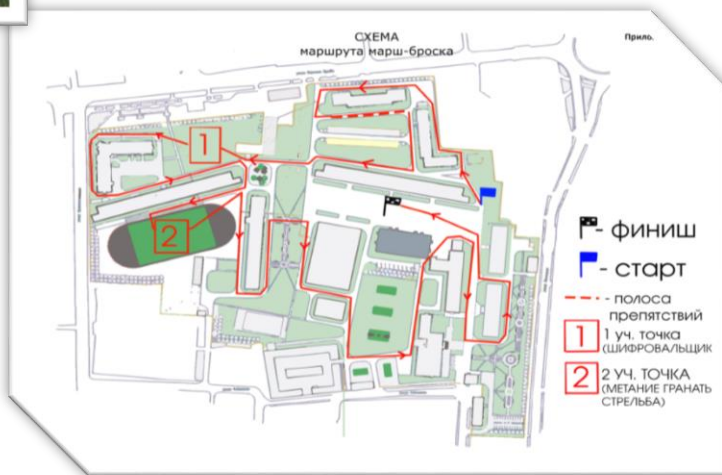 СХЕМА
маршрута марш-броска
Прило.
1
2
- финиш
- старт
- полоса
препятствий
1 1 уч. точка
(ШИФРОВАЛЬЩИК
2 2 УЧ. ТОЧКА
(МЕТАНИЕ ГРАНАТЬ
СТРЕЛЬБА)